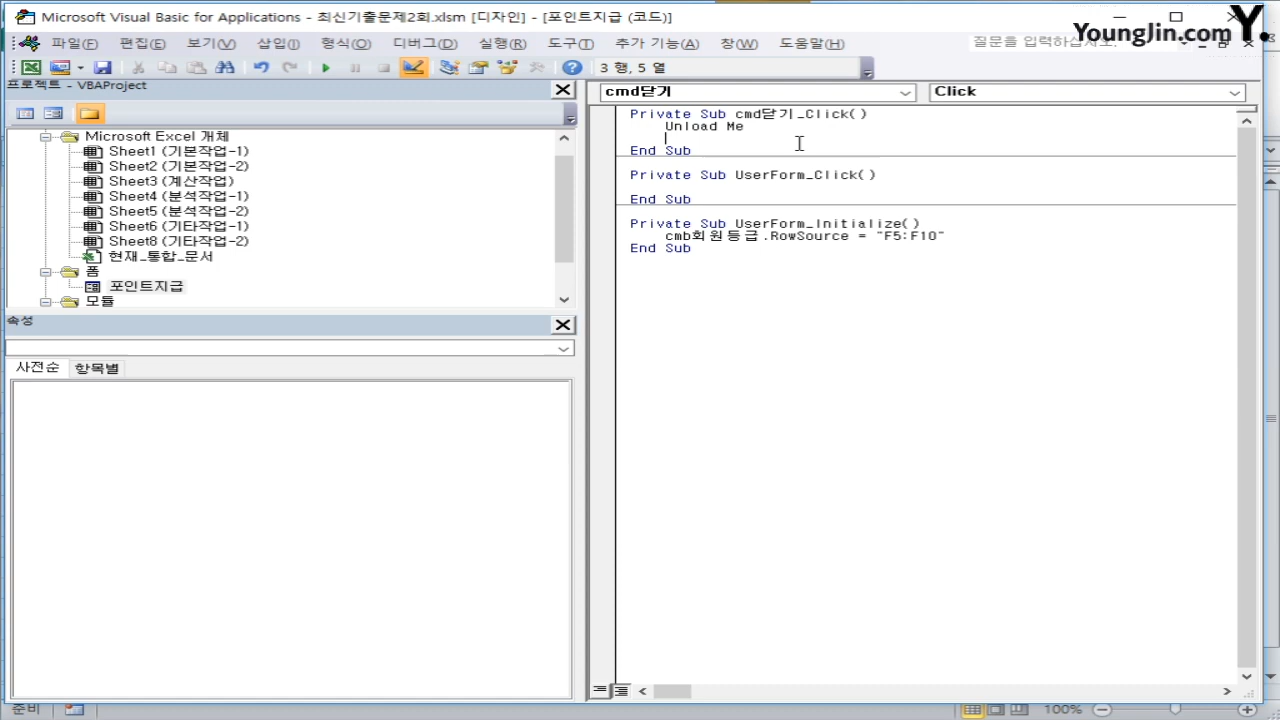 Microsoft Visual Basic for Applications - 최신기출문제2회.xlsm [디자인] - [포인트지급 (코드)]
YoungJin.com Y.
파일(F) 편집(E) 보기(V) 삽입(I) 형식(O) 디버그(D) 실행(R) 도구(T) 추가 기능(A) 창(W) 도움말(H) 질문을 입력하십시오.
3 행, 5 열
프로젝트 - VBAProject
Microsoft Excel 개체
Sheet1 (기본작업-1)
Sheet2 (기본작업-2)
Sheet3 (계산작업)
Sheet4 (분석작업-1)
Sheet5 (분석작업-2)
Sheet6 (기타작업-1)
Sheet8 (기타작업-2)
현재_통합_문서
폼
포인트지급
모듈
속성
사전순 항목별
cmd닫기 Click
Private Sub cmd닫기_Click()
Unload Me
End Sub
Private Sub UserForm_Click()
End Sub
Private Sub UserForm_Initialize()
cmb회원등급.RowSource = "F5:F10"
End Sub
준비 100%